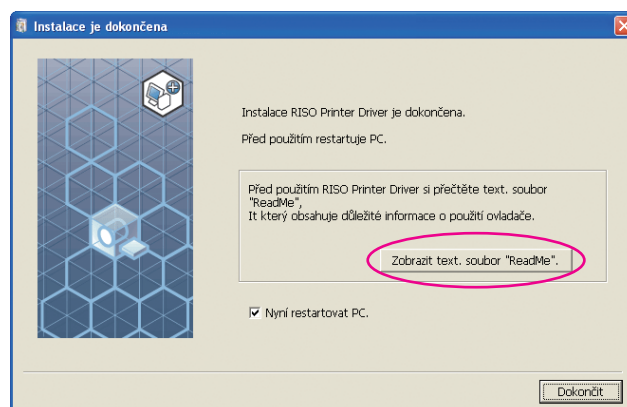 Instalace je dokončena
Instalace RISO Printer Driver je dokončena.
Před použitím restartuje PC.
Před použitím RISO Printer Driver si přečtěte text. soubor
"ReadMe",
It který obsahuje důležité informace o použití ovladače.
Zobrazit text. soubor "ReadMe".
Nyní restartovat PC.
Dokončit